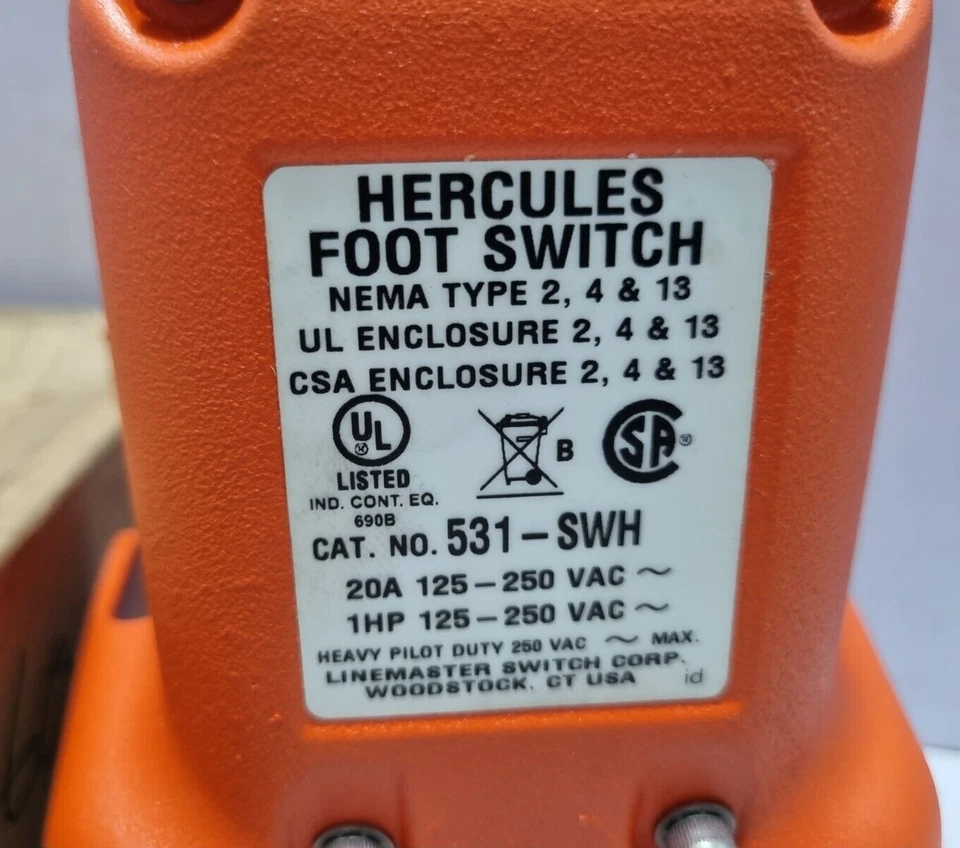 HERCULES
FOOT SWITCH
NEMA TYPE 2, 4 & 13
UL ENCLOSURE 2, 4 & 13
CSA ENCLOSURE 2, 4 & 13
UL
LISTED
IND. CONT. EQ.
690B
B
CSA ®
CAT. NO. 531-SWH
20A 125-250 VAC ~
1HP 125-250 VAC ~
HEAVY PILOT DUTY 250 VAC ~ MAX.
LINEMASTER SWITCH CORP.
WOODSTOCK, CT USA id